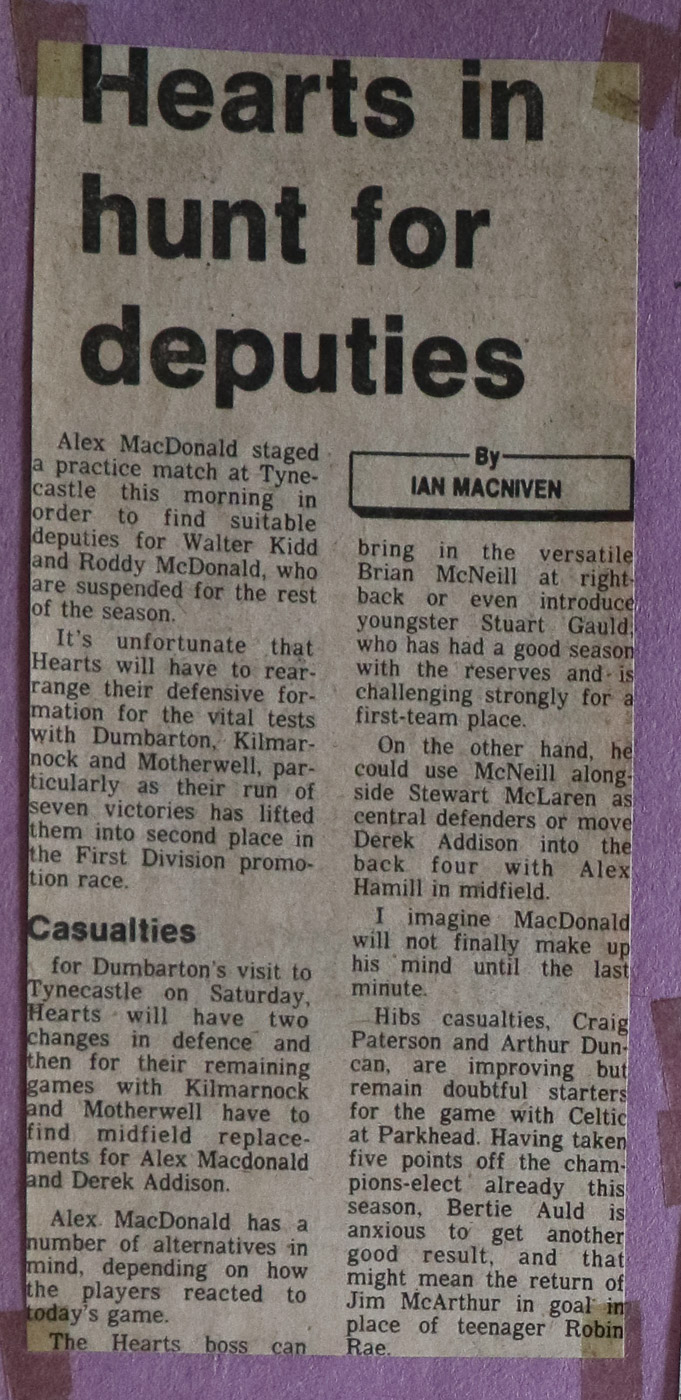 Hearts in
hunt for
deputies
Alex MacDonald staged
a practice match at Tyne-
castle this morning in
order to find suitable
deputies for Walter Kidd
and Roddy McDonald, who
are suspended for the rest
of the season.
It's unfortunate that
Hearts will have to rear-
range their defensive for-
mation for the vital tests
with Dumbarton, Kilmar-
nock and Motherwell, par-
ticularly as their run of
seven victories has lifted
them into second place in
the First Division promo-
tion race.
Casualties
for Dumbarton's visit to
Tynecastle on Saturday,
Hearts will have two
changes in defence and
then for their remaining
games with Kilmarnock
and Motherwell have to
find midfield replace-
ments for Alex Macdonald
and Derek Addison.
Alex MacDonald has a
number of alternatives in
mind, depending on how
the players reacted to
today's game.
The Hearts boss can
By
IAN MACNIVEN
bring in the versatile
Brian McNeill at right-
back or even introduce
youngster Stuart Gauld,
who has had a good season
with the reserves and is
challenging strongly for a
first-team place.
On the other hand, he
could use McNeill along-
side Stewart McLaren as
central defenders or move
Derek Addison into the
back four with Alex
Hamill in midfield.
I imagine MacDonald
will not finally make up
his mind until the last
minute.
Hibs casualties, Craig
Paterson and Arthur Dun-
can, are improving but
remain doubtful starters
for the game with Celtic
at Parkhead. Having taken
five points off the cham-
pions-elect already this
season, Bertie Auld is
anxious to get another
good result, and that
might mean the return of
Jim McArthur in goal in
place of teenager Robin
Rae.